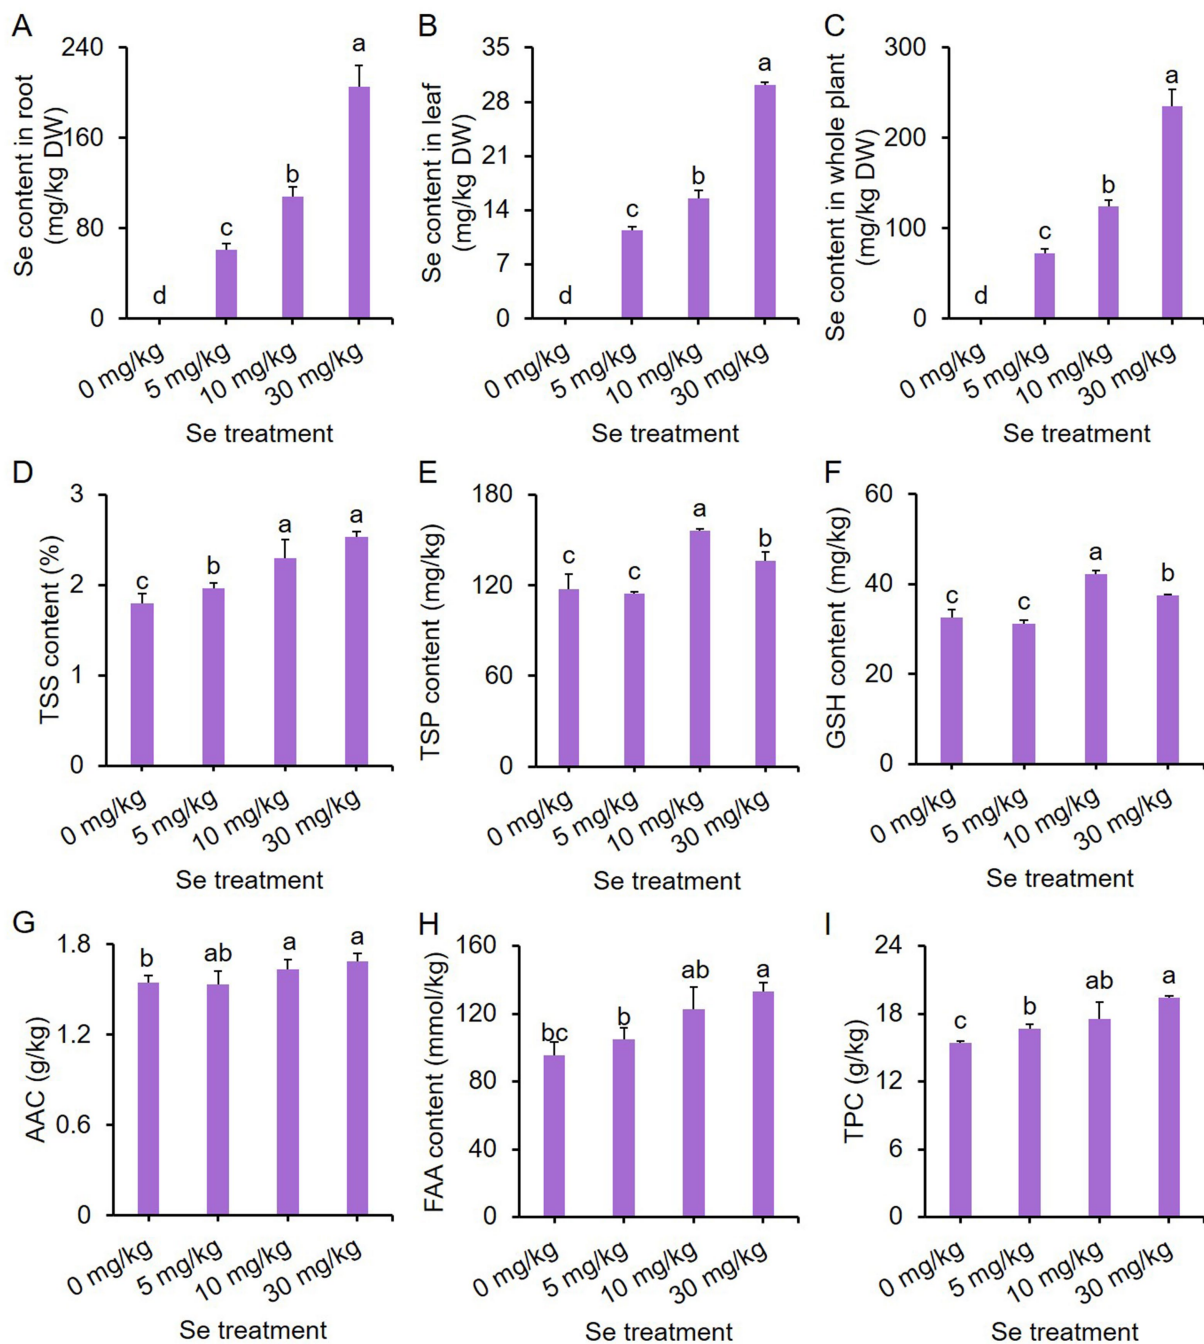 A
Se content in root
(mg/kg DW)
240
160
80
0
d
c
b
a
0 mg/kg
5 mg/kg
10 mg/kg
30 mg/kg
Se treatment
B
Se content in leaf
(mg/kg DW)
35
28
21
14
7
0
d
c
b
a
0 mg/kg
5 mg/kg
10 mg/kg
30 mg/kg
Se treatment
C
Se content in whole plant
(mg/kg DW)
300
200
100
0
d
c
b
a
0 mg/kg
5 mg/kg
10 mg/kg
30 mg/kg
Se treatment
D
TSS content (%)
3
2
1
0
c
b
a
a
0 mg/kg
5 mg/kg
10 mg/kg
30 mg/kg
Se treatment
E
TSP content (mg/kg)
180
120
60
0
c
c
a
b
0 mg/kg
5 mg/kg
10 mg/kg
30 mg/kg
Se treatment
F
GSH content (mg/kg)
60
40
20
0
c
c
a
b
0 mg/kg
5 mg/kg
10 mg/kg
30 mg/kg
Se treatment
G
AAC (g/kg)
1.8
1.2
0.6
0
b
ab
a
a
0 mg/kg
5 mg/kg
10 mg/kg
30 mg/kg
Se treatment
H
FAA content (mmol/kg)
160
120
80
40
0
bc
b
ab
a
0 mg/kg
5 mg/kg
10 mg/kg
30 mg/kg
Se treatment
I
TPC (g/kg)
24
18
12
6
0
c
b
ab
a
0 mg/kg
5 mg/kg
10 mg/kg
30 mg/kg
Se treatment